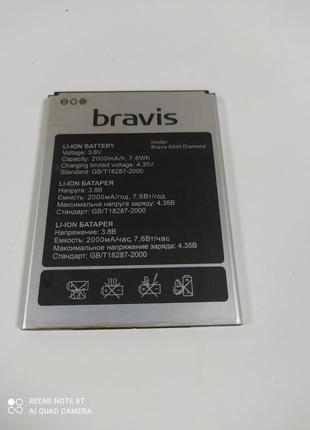 bravis
LI-ION BATTERY
Voltage: 3.8V
Capacity: 2000mA/h, 7,6Wh
Charging limited voltage: 4.35V
Standard: GB/T18287-2000
model:
Bravis S500 Diamond
LI-ION БАТАРЕЯ
Напруга: 3.8В
Ємність: 2000мА/год, 7,6Вт/год
Максимальна напруга заряду: 4.35В
Стандарт: GB/T18287-2000
LI-ION БАТАРЕЯ
Напряжение: 3.8В
Емкость: 2000мА/час, 7,6Вт/час
Максимальное напряжение заряда: 4.35В
Стандарт: GB/T18287-2000
REDMI NOTE 8T
AI QUAD CAMERA